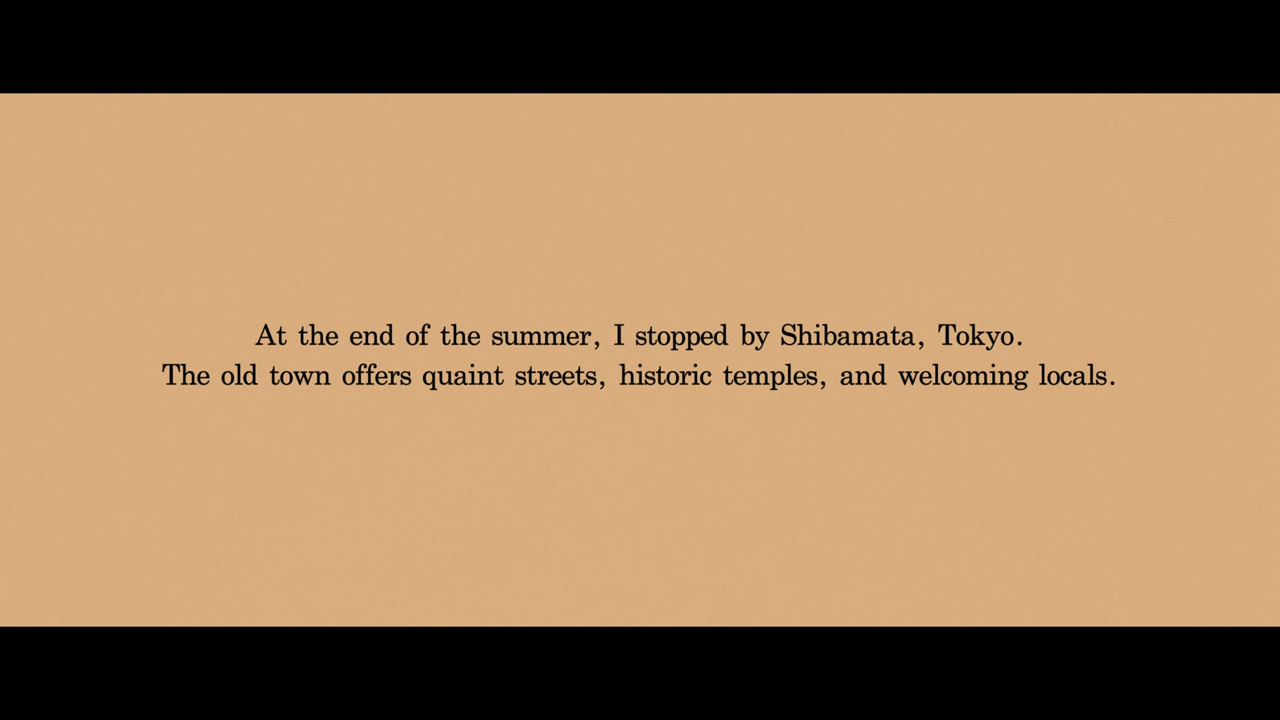 At the end of the summer, I stopped by Shibamata, Tokyo.
The old town offers quaint streets, historic temples, and welcoming locals.